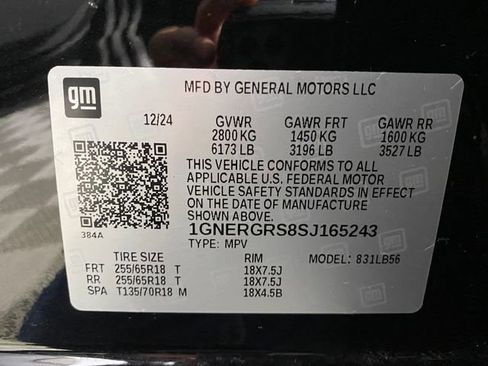 gm
MFD BY GENERAL MOTORS LLC
12/24 GVWR GAWR FRT GAWR RR
2800 KG 1450 KG 1600 KG
6173 LB 3196 LB 3527 LB
THIS VEHICLE CONFORMS TO ALL
APPLICABLE U.S. FEDERAL MOTOR
VEHICLE SAFETY STANDARDS IN EFFECT
ON THE DATE OF MANUFACTURE
SHOWN ABOVE.
384A
1GNERGRS8SJ165243
TYPE: MPV
TIRE SIZE RIM MODEL: 831LB56
FRT 255/65R18 T 18X7.5J
RR 255/65R18 T 18X7.5J
SPA T135/70R18 M 18X4.5B